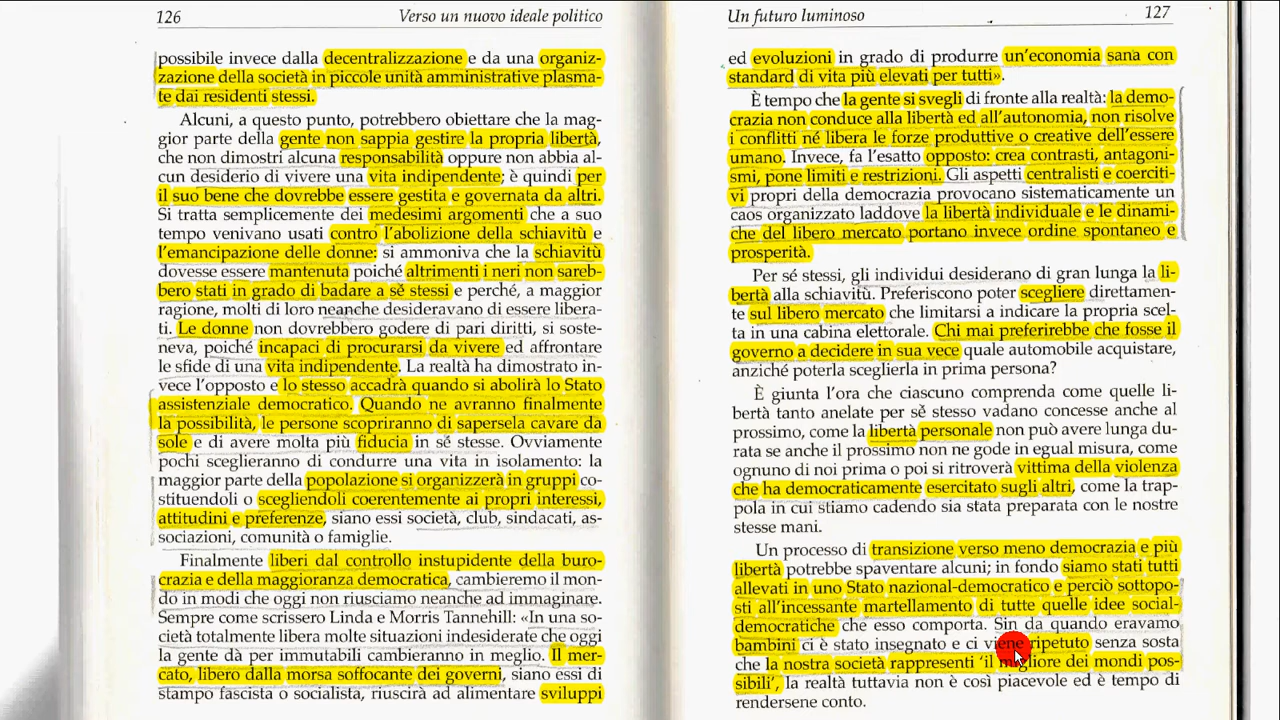 126
Verso un nuovo ideale politico
possibile invece dalla decentralizzazione e da una organiz-
zazione della società in piccole unità amministrative plasma-
te dai residenti stessi.
Alcuni, a questo punto, potrebbero obiettare che la mag-
gior parte della gente non sappia gestire la propria libertà,
che non dimostri alcuna responsabilità oppure non abbia al-
cun desiderio di vivere una vita indipendente; è quindi per
il suo bene che dovrebbe essere gestita e governata da altri.
Si tratta semplicemente dei medesimi argomenti che a suo
tempo venivano usati contro l'abolizione della schiavitù e
l'emancipazione delle donne: si ammoniva che la schiavitù
dovesse essere mantenuta poiché altrimenti i neri non sareb-
bero stati in grado di badare a sé stessi e perché, a maggior
ragione, molti di loro neanche desideravano di essere libera-
ti. Le donne non dovrebbero godere di pari diritti, si soste-
neva, poiché incapaci di procurarsi da vivere ed affrontare
le sfide di una vita indipendente. La realtà ha dimostrato in-
vece l'opposto e lo stesso accadrà quando si abolirà lo Stato
assistenziale democratico. Quando ne avranno finalmente
la possibilità, le persone scopriranno di sapersela cavare da
sole e di avere molta più fiducia in sé stesse. Ovviamente
pochi sceglieranno di condurre una vita in isolamento: la
maggior parte della popolazione si organizzerà in gruppi co-
stituendoli o scegliendoli coerentemente ai propri interessi,
attitudini e preferenze, siano essi società, club, sindacati, as-
sociazioni, comunità o famiglie.
Finalmente liberi dal controllo instupidente della buro-
crazia e della maggioranza democratica, cambieremo il mon-
do in modi che oggi non riusciamo neanche ad immaginare.
Sempre come scrissero Linda e Morris Tannehill: «In una so-
cietà totalmente libera molte situazioni indesiderate che oggi
la gente dà per immutabili cambieranno in meglio. Il mer-
cato, libero dalla morsa soffocante dei governi, siano essi di
stampo fascista o socialista, riuscirà ad alimentare sviluppi
Un futuro luminoso
127
ed evoluzioni in grado di produrre un'economia sana con
standard di vita più elevati per tutti».
È tempo che la gente si svegli di fronte alla realtà: la demo-
crazia non conduce alla libertà ed all'autonomia, non risolve
i conflitti né libera le forze produttive o creative dell'essere
umano. Invece, fa l'esatto opposto: crea contrasti, antagoni-
smi, pone limiti e restrizioni. Gli aspetti centralisti e coerciti-
vi propri della democrazia provocano sistematicamente un
caos organizzato laddove la libertà individuale e le dinami-
che del libero mercato portano invece ordine spontaneo e
prosperità.
Per sé stessi, gli individui desiderano di gran lunga la li-
bertà alla schiavitù. Preferiscono poter scegliere direttamen-
te sul libero mercato che limitarsi a indicare la propria scel-
ta in una cabina elettorale. Chi mai preferirebbe che fosse il
governo a decidere in sua vece quale automobile acquistare,
anziché poterla sceglierla in prima persona?
È giunta l'ora che ciascuno comprenda come quelle li-
bertà tanto anelate per sé stesso vadano concesse anche al
prossimo, come la libertà personale non può avere lunga du-
rata se anche il prossimo non ne gode in egual misura, come
ognuno di noi prima o poi si ritroverà vittima della violenza
che ha democraticamente esercitato sugli altri, come la trap-
pola in cui stiamo cadendo sia stata preparata con le nostre
stesse mani.
Un processo di transizione verso meno democrazia e più
libertà potrebbe spaventare alcuni; in fondo siamo stati tutti
allevati in uno Stato nazional-democratico e perciò sottopo-
sti all'incessante martellamento di tutte quelle idee social-
democratiche che esso comporta. Sin da quando eravamo
bambini ci è stato insegnato e ci viene ripetuto senza sosta
che la nostra società rappresenti 'il migliore dei mondi pos-
sibili', la realtà tuttavia non è così piacevole ed è tempo di
rendersene conto.